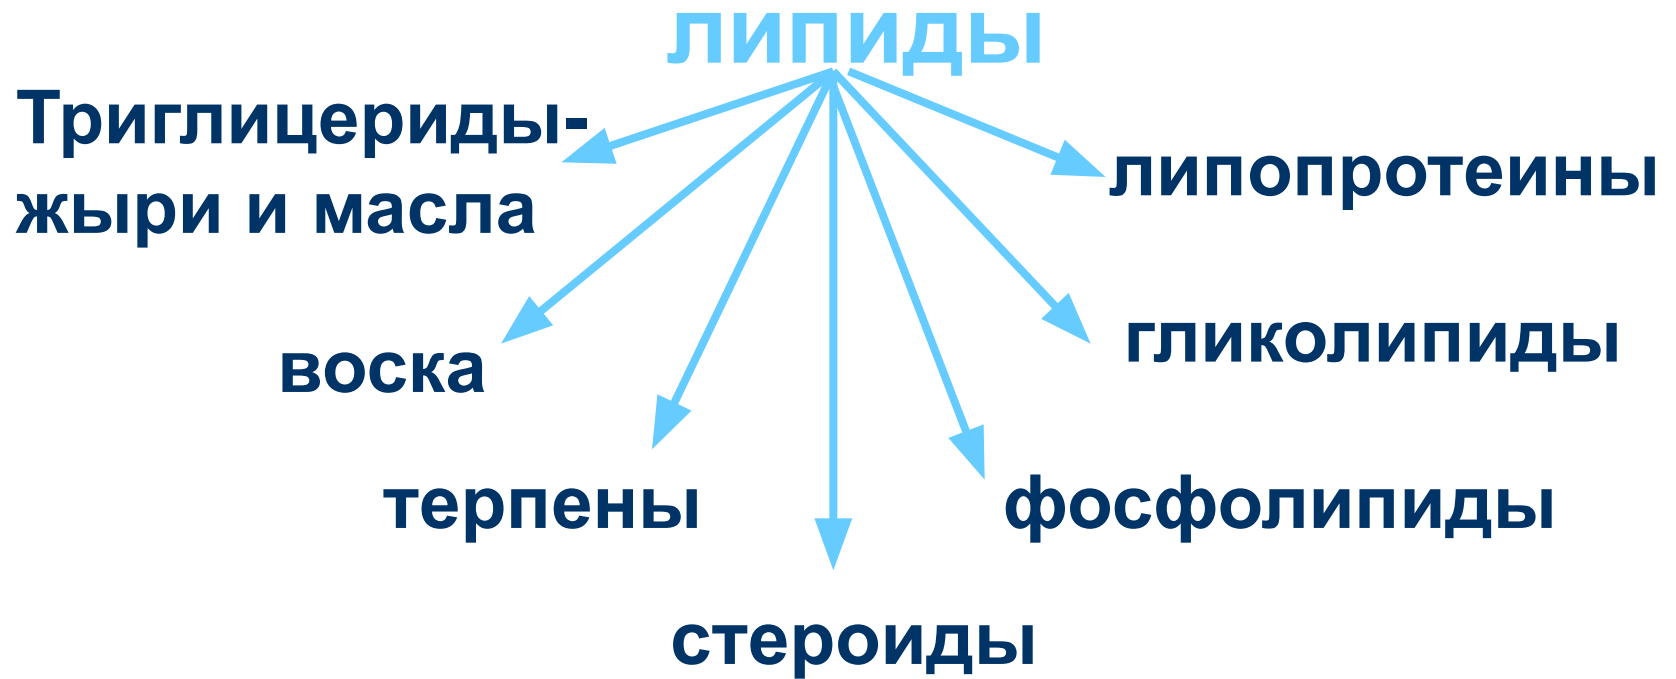 липиды
Триглицериды-
жыри и масла
воска
терпены
стероиды
фосфолипиды
гликолипиды
липопротеины